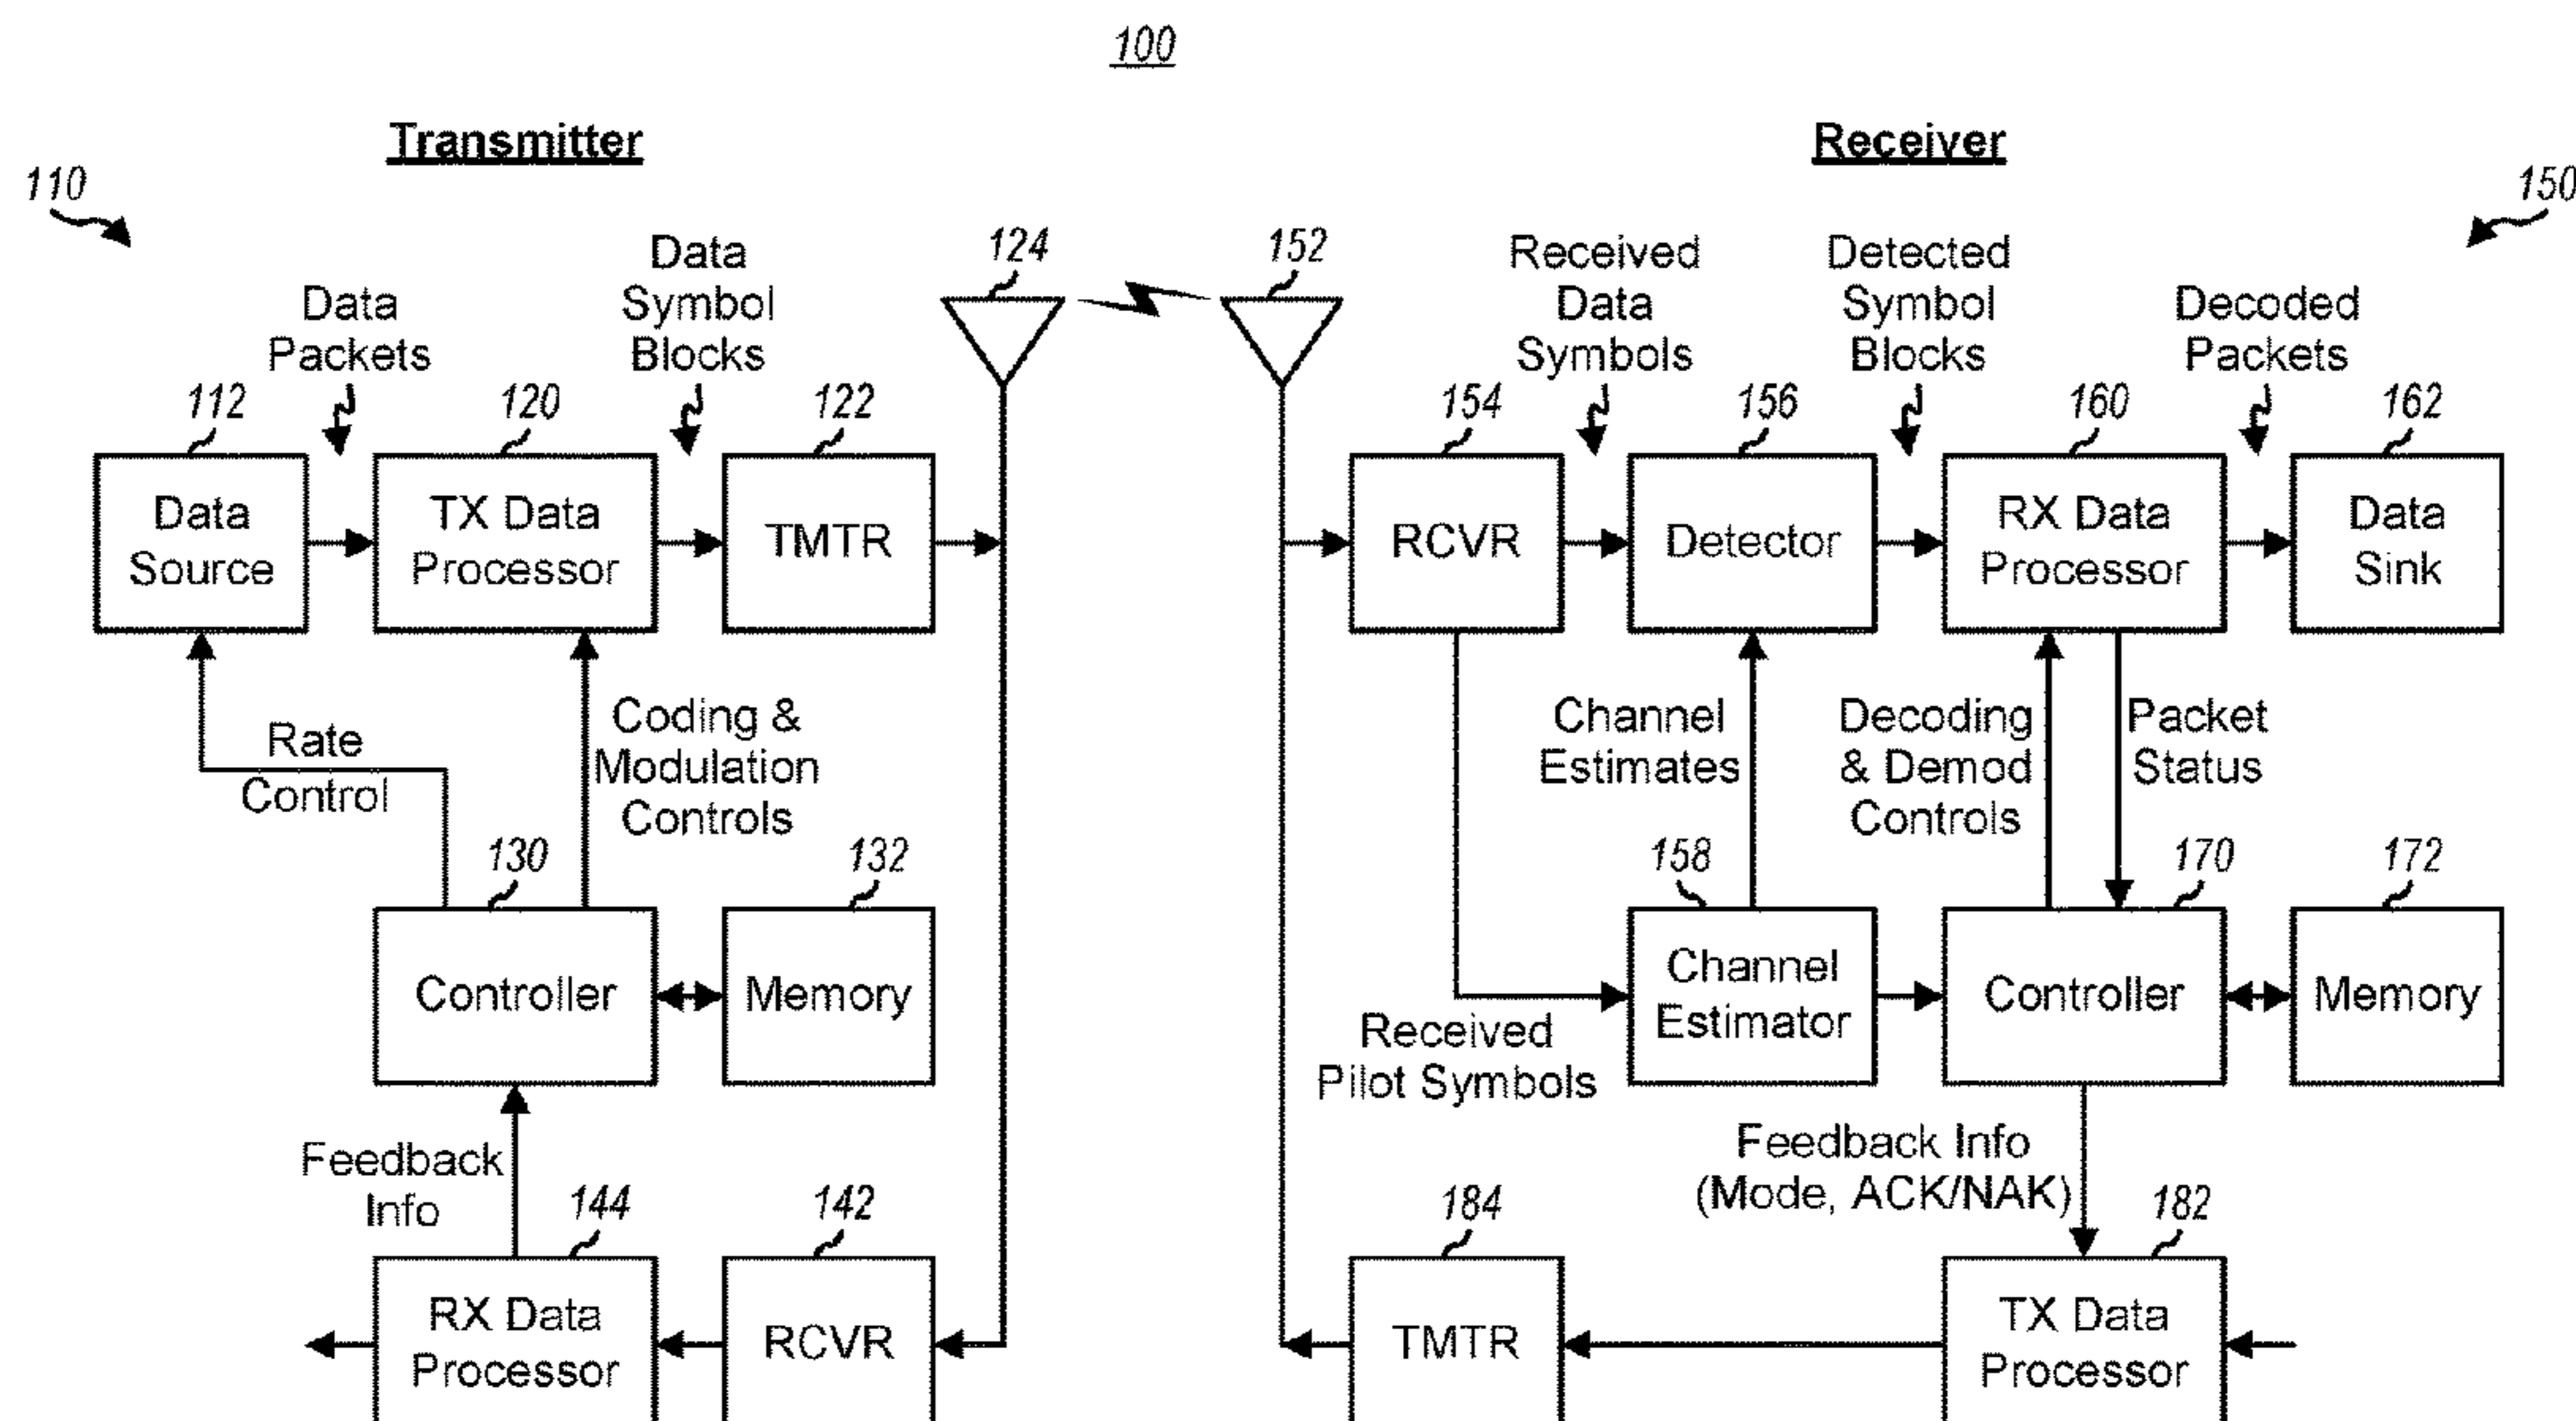 100
Transmitter
Receiver
110
150
124
152
Data
Packets
Data
Symbol
Blocks
Received
Data
Symbols
Detected
Symbol
Blocks
Decoded
Packets
112
120
122
154
156
160
162
Data
Source
TX Data
Processor
TMTR
RCVR
Detector
RX Data
Processor
Data
Sink
Rate
Control
Coding &
Modulation
Controls
Channel
Estimates
Decoding
& Demod
Controls
Packet
Status
130
132
158
170
172
Controller
Memory
Channel
Estimator
Controller
Memory
Received
Pilot Symbols
Feedback
Info
Feedback Info
(Mode, ACK/NAK)
144
142
184
182
RX Data
Processor
RCVR
TMTR
TX Data
Processor